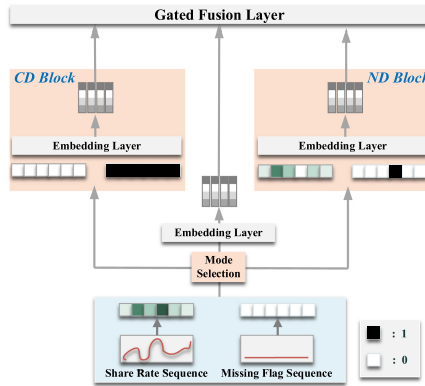 Gated Fusion Layer
CD Block
ND Block
Embedding Layer
Embedding Layer
Embedding Layer
Mode
Selection
Share Rate Sequence
Missing Flag Sequence
: 1
: 0